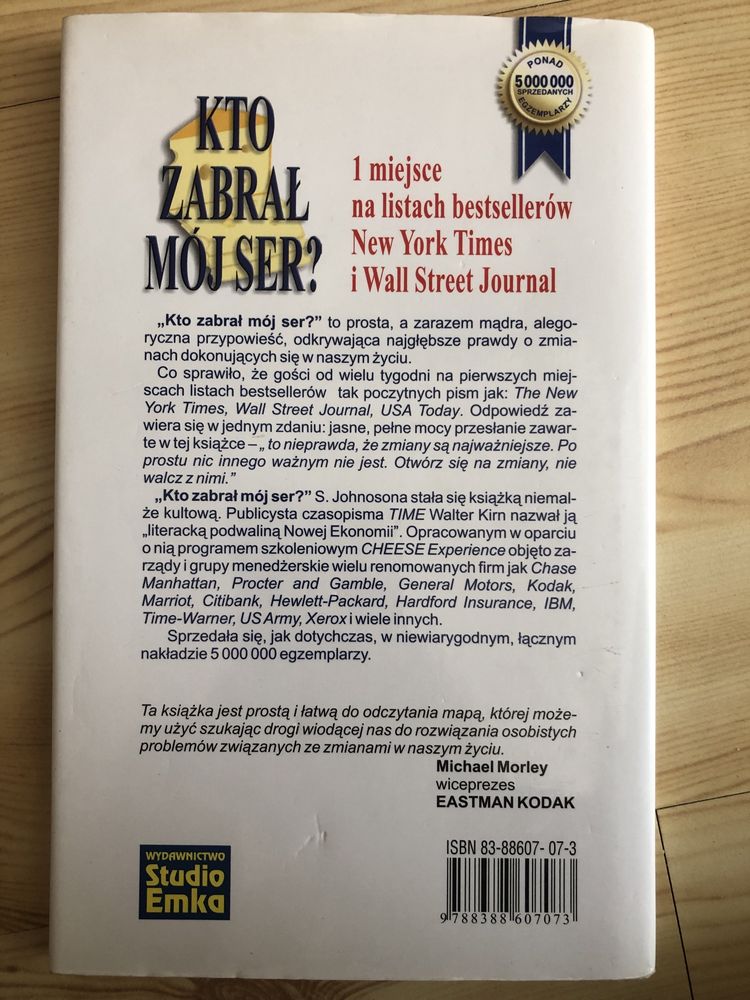 PONAD
5 000 000
SPRZEDANYCH
EGZEMPLARZY
KTO
ZABRAŁ
MÓJ SER?
1 miejsce
na listach bestsellerów
New York Times
i Wall Street Journal
„Kto zabrał mój ser?” to prosta, a zarazem mądra, alego-
ryczna przypowieść, odkrywająca najgłębsze prawdy o zmia-
nach dokonujących się w naszym życiu.
Co sprawiło, że gości od wielu tygodni na pierwszych miej-
scach listach bestsellerów tak poczytnych pism jak: The New
York Times, Wall Street Journal, USA Today. Odpowiedź za-
wiera się w jednym zdaniu: jasne, pełne mocy przesłanie zawar-
te w tej książce – „ to nieprawda, że zmiany są najważniejsze. Po
prostu nic innego ważnym nie jest. Otwórz się na zmiany, nie
walcz z nimi.”
„Kto zabrał mój ser?” S. Johnosona stała się książką niemal-
że kultową. Publicysta czasopisma TIME Walter Kirn nazwał ją
„literacką podwaliną Nowej Ekonomii”. Opracowanym w oparciu
o nią programem szkoleniowym CHEESE Experience objęto za-
rządy i grupy menedżerskie wielu renomowanych firm jak Chase
Manhattan, Procter and Gamble, General Motors, Kodak,
Marriot, Citibank, Hewlett-Packard, Hardford Insurance, IBM,
Time-Warner, US Army, Xerox i wiele innych.
Sprzedała się, jak dotychczas, w niewiarygodnym, łącznym
nakładzie 5 000 000 egzemplarzy.
Ta książka jest prostą i łatwą do odczytania mapą, której może-
my użyć szukając drogi wiodącej nas do rozwiązania osobistych
problemów związanych ze zmianami w naszym życiu.
Michael Morley
wiceprezes
EASTMAN KODAK
WYDAWNICTWO
Studio
Emka
ISBN 83-88607- 07-3
9 788388 607073